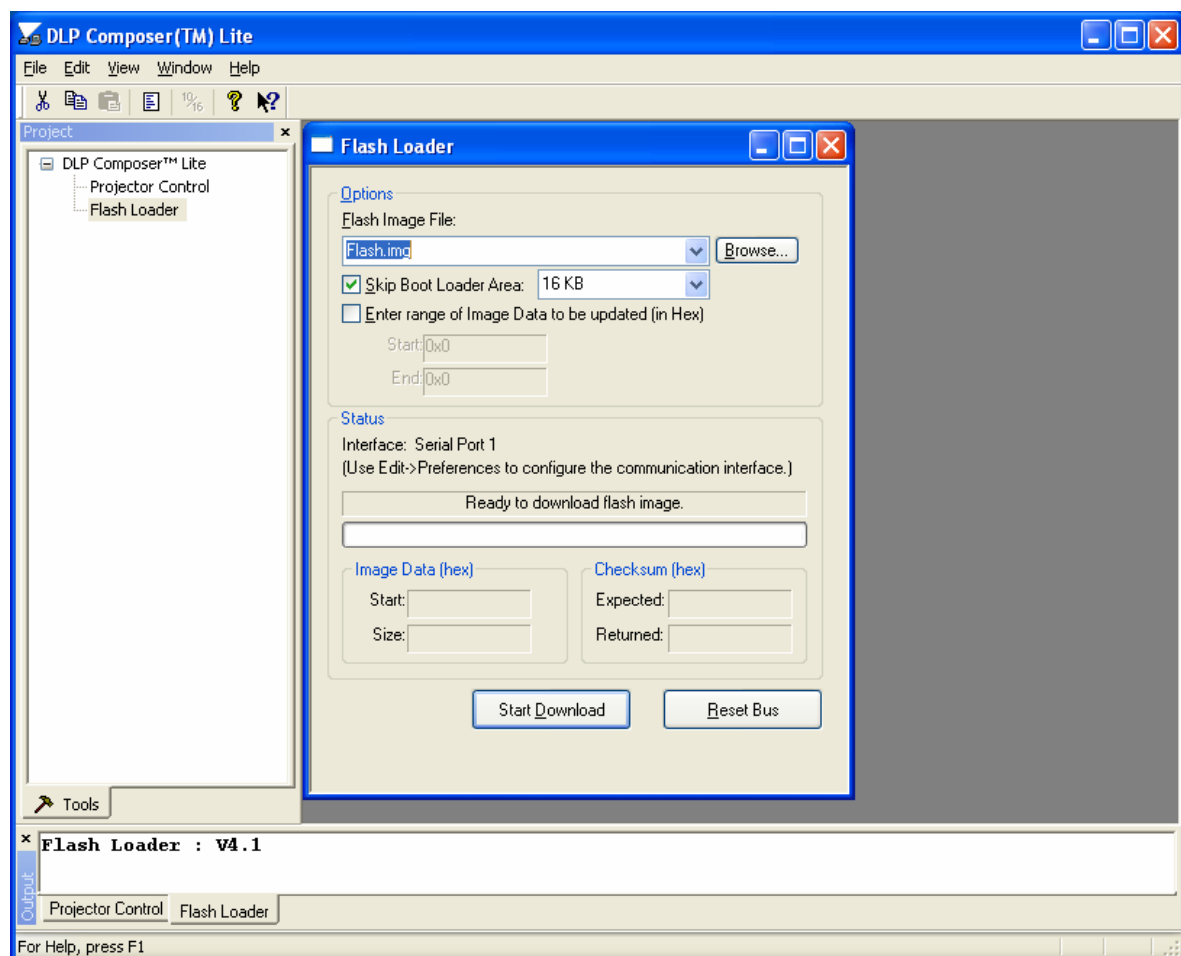 DLP Composer(TM) Lite
File Edit View Window Help
10/16
Project
DLP Composer™ Lite
Projector Control
Flash Loader
Tools
Flash Loader
Options
Flash Image File:
Flash.img
Browse...
Skip Boot Loader Area: 16 KB
Enter range of Image Data to be updated (in Hex)
Start: 0x0
End: 0x0
Status
Interface: Serial Port 1
(Use Edit->Preferences to configure the communication interface.)
Ready to download flash image.
Image Data (hex)
Start:
Size:
Checksum (hex)
Expected:
Returned:
Start Download
Reset Bus
Output
Flash Loader : V4.1
Projector Control Flash Loader
For Help, press F1